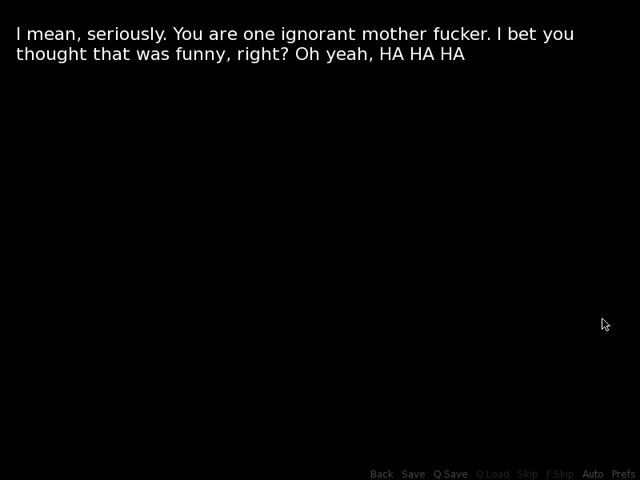 I mean, seriously. You are one ignorant mother fucker. I bet you
thought that was funny, right? Oh yeah, HA HA HA
Back Save Q.Save Q.Load Skip F.Skip Auto Prefs